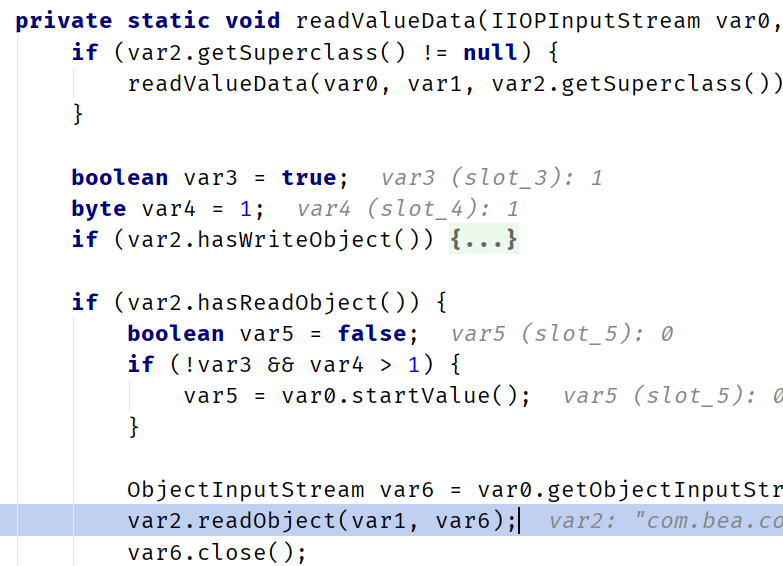 private static void readValueData(IIOPInputStream var0,
if (var2.getSuperclass() != null) {
readValueData(var0, var1, var2.getSuperclass())
}
boolean var3 = true; var3 (slot_3): 1
byte var4 = 1; var4 (slot_4): 1
if (var2.hasWriteObject()) {...}
if (var2.hasReadObject()) {
boolean var5 = false; var5 (slot_5): 0
if (!var3 && var4 > 1) {
var5 = var0.startValue(); var5 (slot_5): 0
}
ObjectInputStream var6 = var0.getObjectInputStr
var2.readObject(var1, var6); var2: "com.bea.co
var6.close();